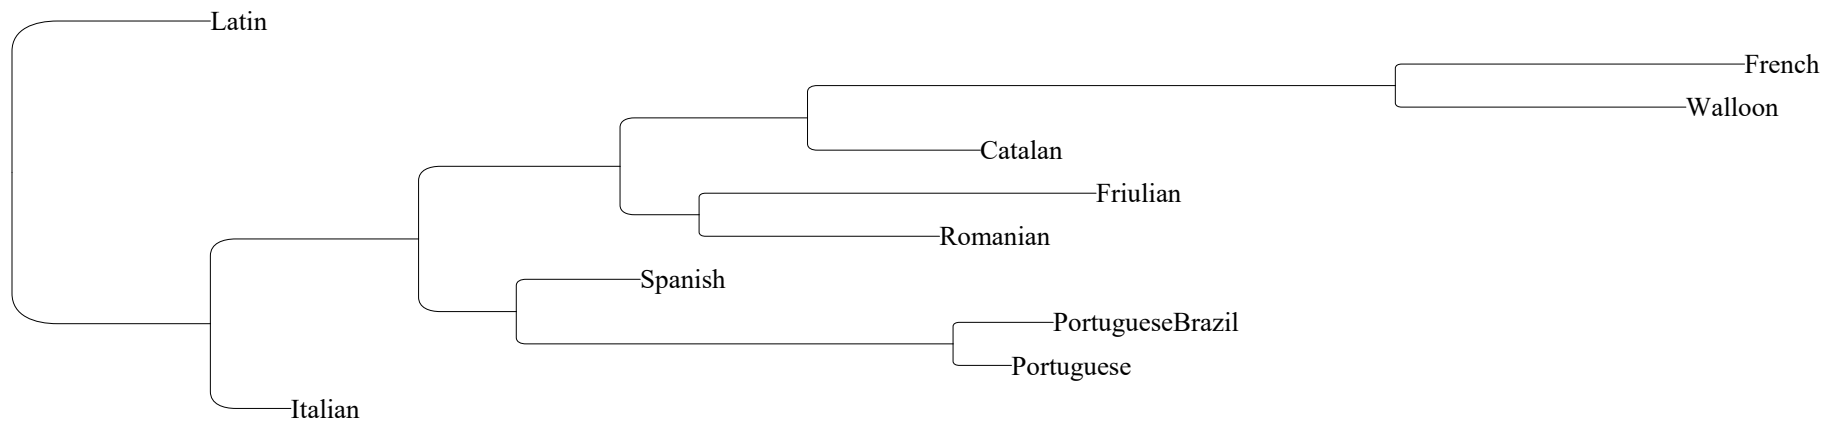 Latin
French
Walloon
Catalan
Friulian
Romanian
Spanish
PortugueseBrazil
Portuguese
Italian